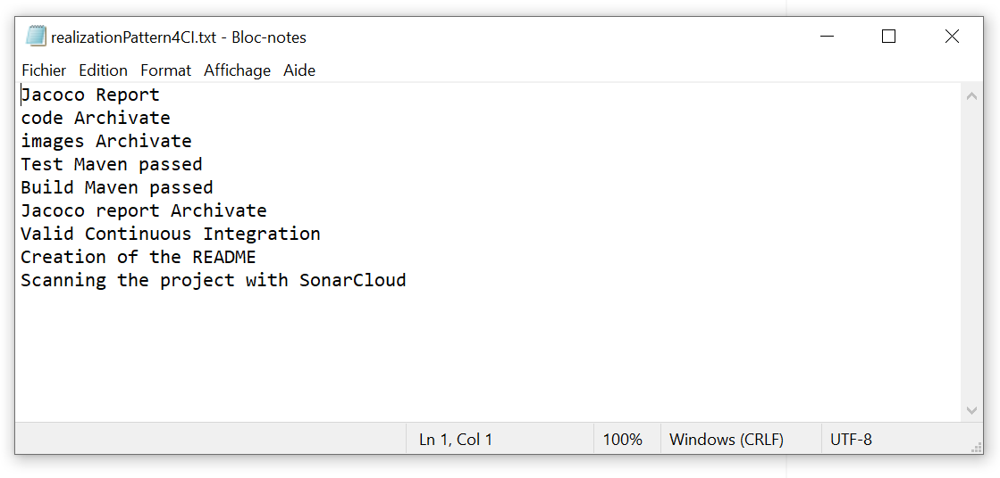 realizationPattern4CI.txt - Bloc-notes
Fichier Edition Format Affichage Aide
Jacoco Report
code Archivate
images Archivate
Test Maven passed
Build Maven passed
Jacoco report Archivate
Valid Continuous Integration
Creation of the README
Scanning the project with SonarCloud
Ln 1, Col 1 100% Windows (CRLF) UTF-8